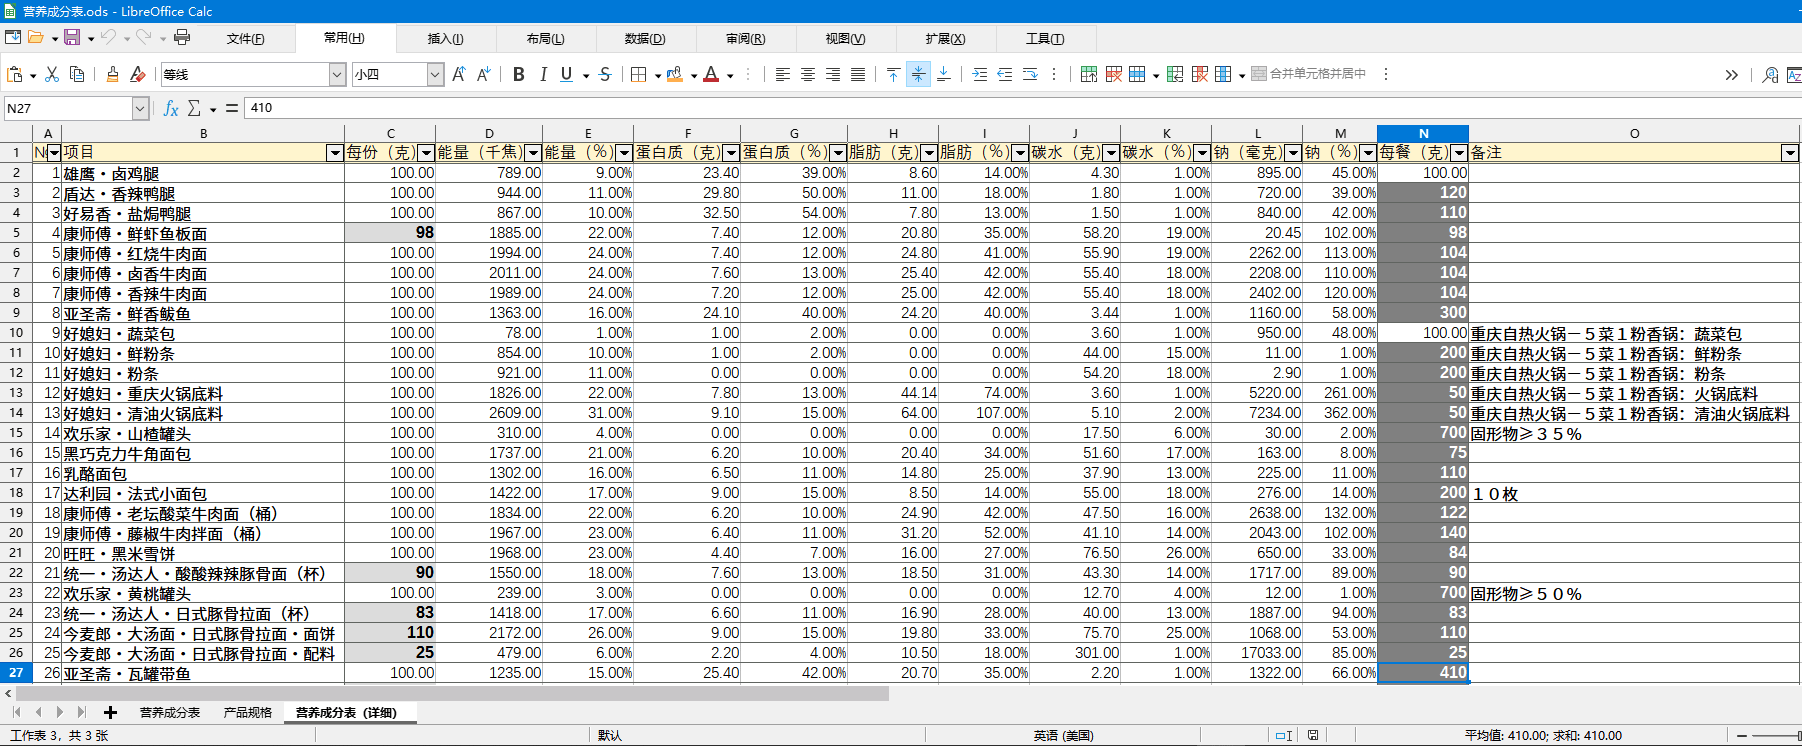 营养成分表.ods - LibreOffice Calc
文件(F) 常用(H) 插入(I) 布局(L) 数据(D) 审阅(R) 视图(V) 扩展(X) 工具(T)
等线 小四 B I U S A 合并单元格并居中
N27 fx Σ = 410
A B C D E F G H I J K L M N O
1 项目 每份（克） 能量（千焦） 能量（%） 蛋白质（克） 蛋白质（%） 脂肪（克） 脂肪（%） 碳水（克） 碳水（%） 钠（毫克） 钠（%） 每餐（克） 备注
2 1 雄鹰・卤鸡腿 100.00 789.00 9.00% 23.40 39.00% 8.60 14.00% 4.30 1.00% 895.00 45.00% 100.00
3 2 盾达・香辣鸭腿 100.00 944.00 11.00% 29.80 50.00% 11.00 18.00% 1.80 1.00% 720.00 39.00% 120
4 3 好易香・盐焗鸭腿 100.00 867.00 10.00% 32.50 54.00% 7.80 13.00% 1.50 1.00% 840.00 42.00% 110
5 4 康师傅・鲜虾鱼板面 98 1885.00 22.00% 7.40 12.00% 20.80 35.00% 58.20 19.00% 20.45 102.00% 98
6 5 康师傅・红烧牛肉面 100.00 1994.00 24.00% 7.40 12.00% 24.80 41.00% 55.90 19.00% 2262.00 113.00% 104
7 6 康师傅・卤香牛肉面 100.00 2011.00 24.00% 7.60 13.00% 25.40 42.00% 55.40 18.00% 2208.00 110.00% 104
8 7 康师傅・香辣牛肉面 100.00 1989.00 24.00% 7.20 12.00% 25.00 42.00% 55.40 18.00% 2402.00 120.00% 104
9 8 亚圣斋・鲜香鲅鱼 100.00 1363.00 16.00% 24.10 40.00% 24.20 40.00% 3.44 1.00% 1160.00 58.00% 300
10 9 好媳妇・蔬菜包 100.00 78.00 1.00% 1.00 2.00% 0.00 0.00% 3.60 1.00% 950.00 48.00% 100.00 重庆自热火锅－５菜１粉香锅：蔬菜包
11 10 好媳妇・鲜粉条 100.00 854.00 10.00% 1.00 2.00% 0.00 0.00% 44.00 15.00% 11.00 1.00% 200 重庆自热火锅－５菜１粉香锅：鲜粉条
12 11 好媳妇・粉条 100.00 921.00 11.00% 0.00 0.00% 0.00 0.00% 54.20 18.00% 2.90 1.00% 200 重庆自热火锅－５菜１粉香锅：粉条
13 12 好媳妇・重庆火锅底料 100.00 1826.00 22.00% 7.80 13.00% 44.14 74.00% 3.60 1.00% 5220.00 261.00% 50 重庆自热火锅－５菜１粉香锅：火锅底料
14 13 好媳妇・清油火锅底料 100.00 2609.00 31.00% 9.10 15.00% 64.00 107.00% 5.10 2.00% 7234.00 362.00% 50 重庆自热火锅－５菜１粉香锅：清油火锅底料
15 14 欢乐家・山楂罐头 100.00 310.00 4.00% 0.00 0.00% 0.00 0.00% 17.50 6.00% 30.00 2.00% 700 固形物≥３５％
16 15 黑巧克力牛角面包 100.00 1737.00 21.00% 6.20 10.00% 20.40 34.00% 51.60 17.00% 163.00 8.00% 75
17 16 乳酪面包 100.00 1302.00 16.00% 6.50 11.00% 14.80 25.00% 37.90 13.00% 225.00 11.00% 110
18 17 达利园・法式小面包 100.00 1422.00 17.00% 9.00 15.00% 8.50 14.00% 55.00 18.00% 276.00 14.00% 200 １０枚
19 18 康师傅・老坛酸菜牛肉面（桶） 100.00 1834.00 22.00% 6.20 10.00% 24.90 42.00% 47.50 16.00% 2638.00 132.00% 122
20 19 康师傅・藤椒牛肉拌面（桶） 100.00 1967.00 23.00% 6.40 11.00% 31.20 52.00% 41.10 14.00% 2043.00 102.00% 140
21 20 旺旺・黑米雪饼 100.00 1968.00 23.00% 4.40 7.00% 16.00 27.00% 76.50 26.00% 650.00 33.00% 84
22 21 统一・汤达人・酸酸辣辣豚骨面（杯） 90 1550.00 18.00% 7.60 13.00% 18.50 31.00% 43.30 14.00% 1717.00 89.00% 90
23 22 欢乐家・黄桃罐头 100.00 239.00 3.00% 0.00 0.00% 0.00 0.00% 12.70 4.00% 12.00 1.00% 700 固形物≥５０％
24 23 统一・汤达人・日式豚骨拉面（杯） 83 1418.00 17.00% 6.60 11.00% 16.90 28.00% 40.00 13.00% 1887.00 94.00% 83
25 24 今麦郎・大汤面・日式豚骨拉面・面饼 110 2172.00 26.00% 9.00 15.00% 19.80 33.00% 75.70 25.00% 1068.00 53.00% 110
26 25 今麦郎・大汤面・日式豚骨拉面・配料 25 479.00 6.00% 2.20 4.00% 10.50 18.00% 301.00 1.00% 17033.00 85.00% 25
27 26 亚圣斋・瓦罐带鱼 100.00 1235.00 15.00% 25.40 42.00% 20.70 35.00% 2.20 1.00% 1322.00 66.00% 410
营养成分表 产品规格 营养成分表（详细）
工作表 3，共 3 张 默认 英语 (美国) 平均值: 410.00; 求和: 410.00